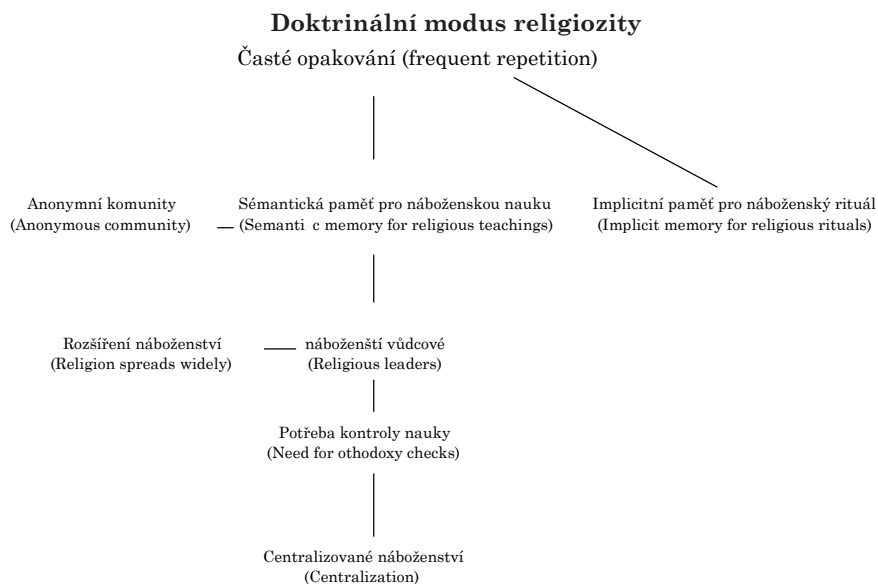 Doktrinální modus religiozity
Časté opakování (frequent repetition)
Anonymní komunity
(Anonymous community)
Sémantická paměť pro náboženskou nauku
(Semanti c memory for religious teachings)
Implicitní paměť pro náboženský rituál
(Implicit memory for religious rituals)
Rozšíření náboženství
(Religion spreads widely)
náboženští vůdcové
(Religious leaders)
Potřeba kontroly nauky
(Need for othodoxy checks)
Centralizované náboženství
(Centralization)